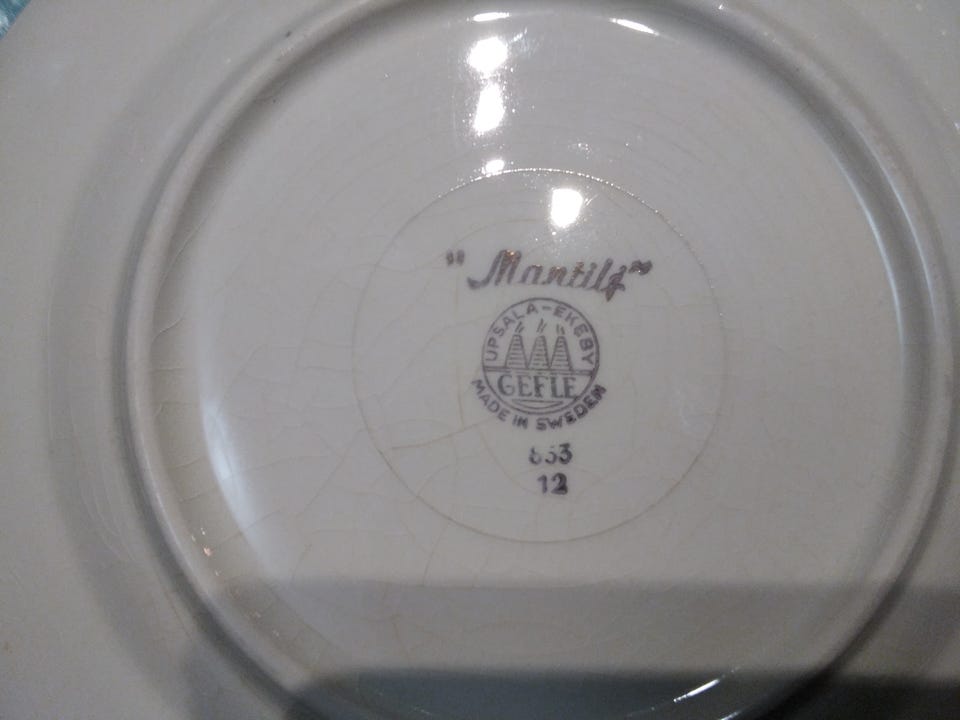 "Mantilj"
UPSALA-EKEBY
GEFLE
MADE IN SWEDEN
12